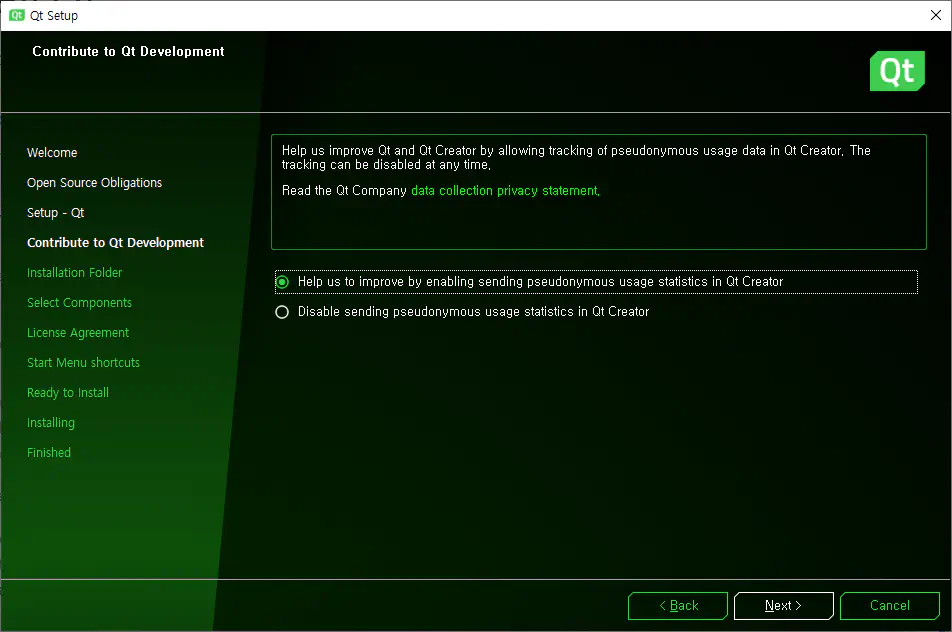 Qt Qt Setup
Contribute to Qt Development
Qt
Welcome
Open Source Obligations
Setup - Qt
Contribute to Qt Development
Installation Folder
Select Components
License Agreement
Start Menu shortcuts
Ready to Install
Installing
Finished
Help us improve Qt and Qt Creator by allowing tracking of pseudonymous usage data in Qt Creator. The
tracking can be disabled at any time.
Read the Qt Company data collection privacy statement.
Help us to improve by enabling sending pseudonymous usage statistics in Qt Creator
Disable sending pseudonymous usage statistics in Qt Creator
< Back
Next >
Cancel